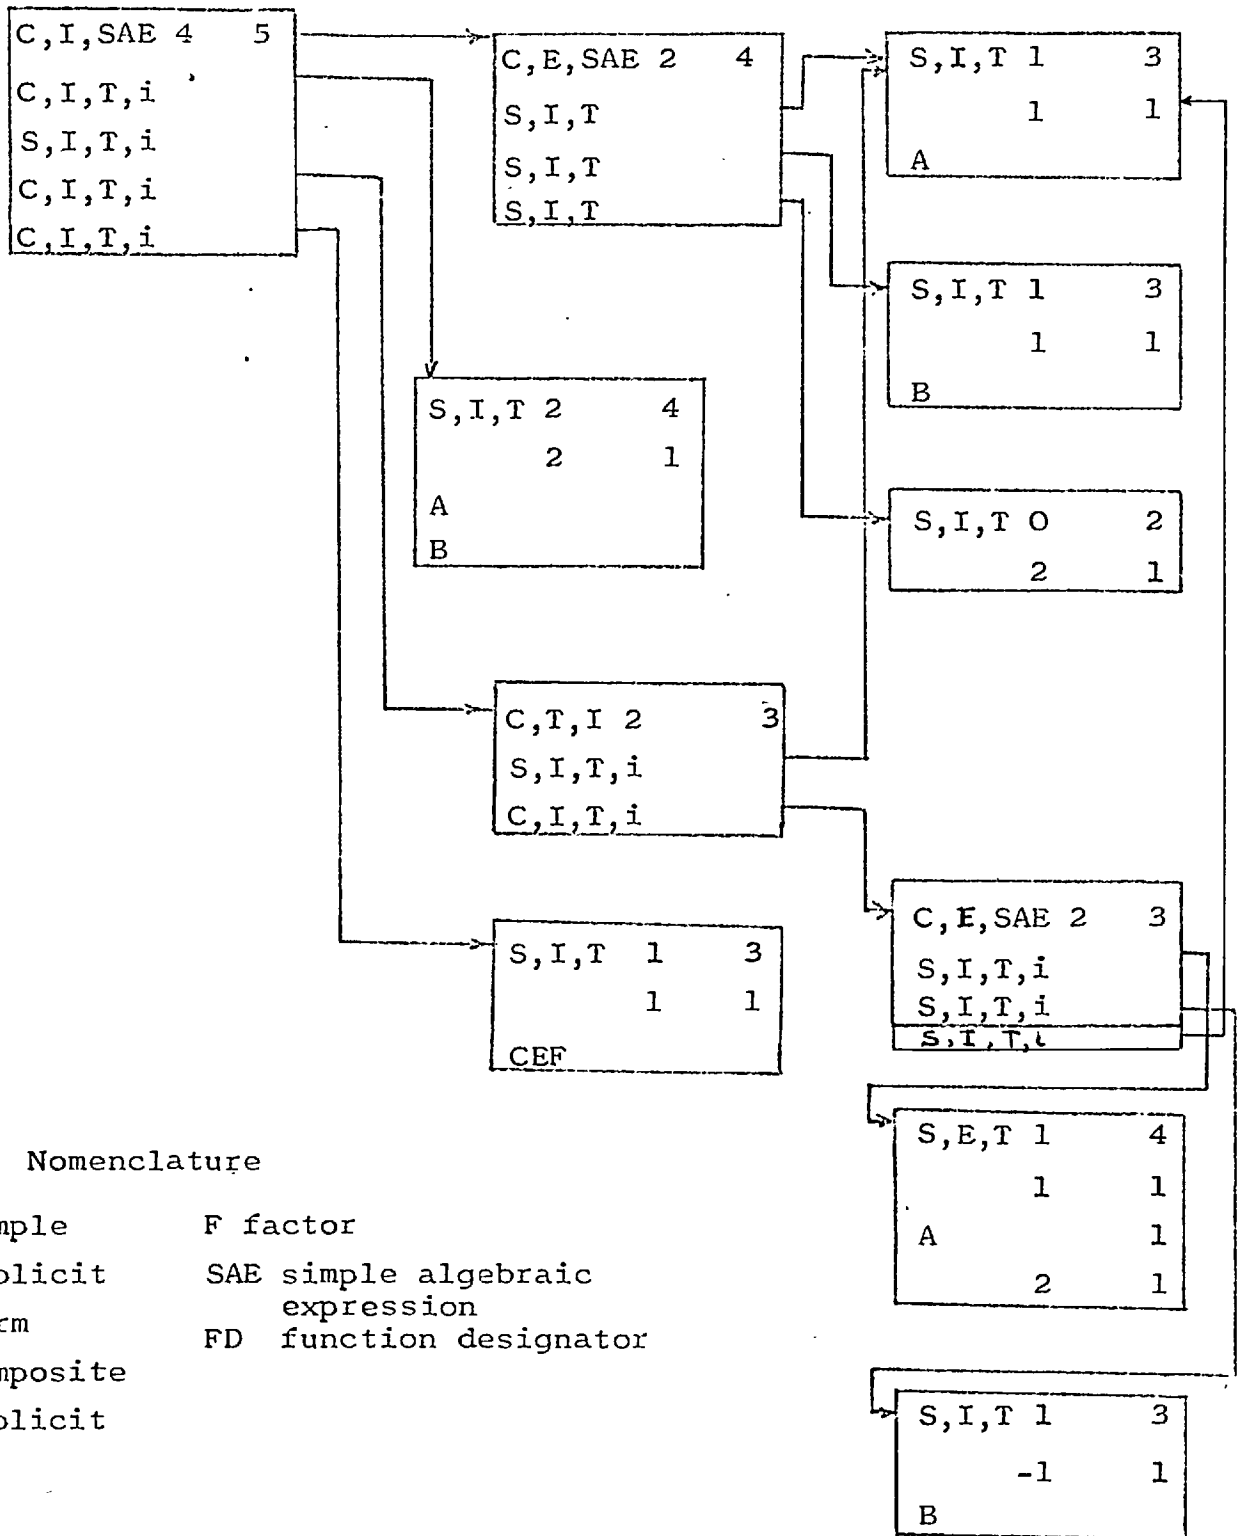 C,I,SAE 4 5
C,I,T,i
S,I,T,i
C,I,T,i
C,I,T,i
C,E,SAE 2 4
S,I,T
S,I,T
S,I,T
S,I,T 1 3
1 1
A
S,I,T 1 3
1 1
B
S,I,T 2 4
2 1
A
B
S,I,T O 2
2 1
C,T,I 2 3
S,I,T,i
C,I,T,i
S,I,T 1 3
1 1
CEF
C,E,SAE 2 3
S,I,T,i
S,I,T,i
S,I,T,i
S,E,T 1 4
1 1
A 1
2 1
S,I,T 1 3
-1 1
B
Nomenclature
mple F factor
plicit SAE simple algebraic
expression
rm
FD function designator
mposite
plicit